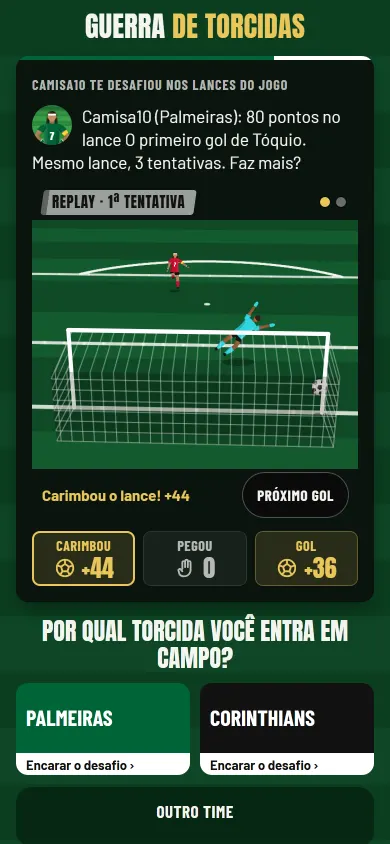 GUERRA DE TORCIDAS
CAMISA10 TE DESAFIOU NOS LANCES DO JOGO
Camisa10 (Palmeiras): 80 pontos no
lance O primeiro gol de Tóquio.
Mesmo lance, 3 tentativas. Faz mais?
REPLAY · 1ª TENTATIVA
Carimbou o lance! +44
PRÓXIMO GOL
CARIMBOU
+44
PEGOU
0
GOL
+36
POR QUAL TORCIDA VOCÊ ENTRA EM
CAMPO?
PALMEIRAS
Encarar o desafio ›
CORINTHIANS
Encarar o desafio ›
OUTRO TIME